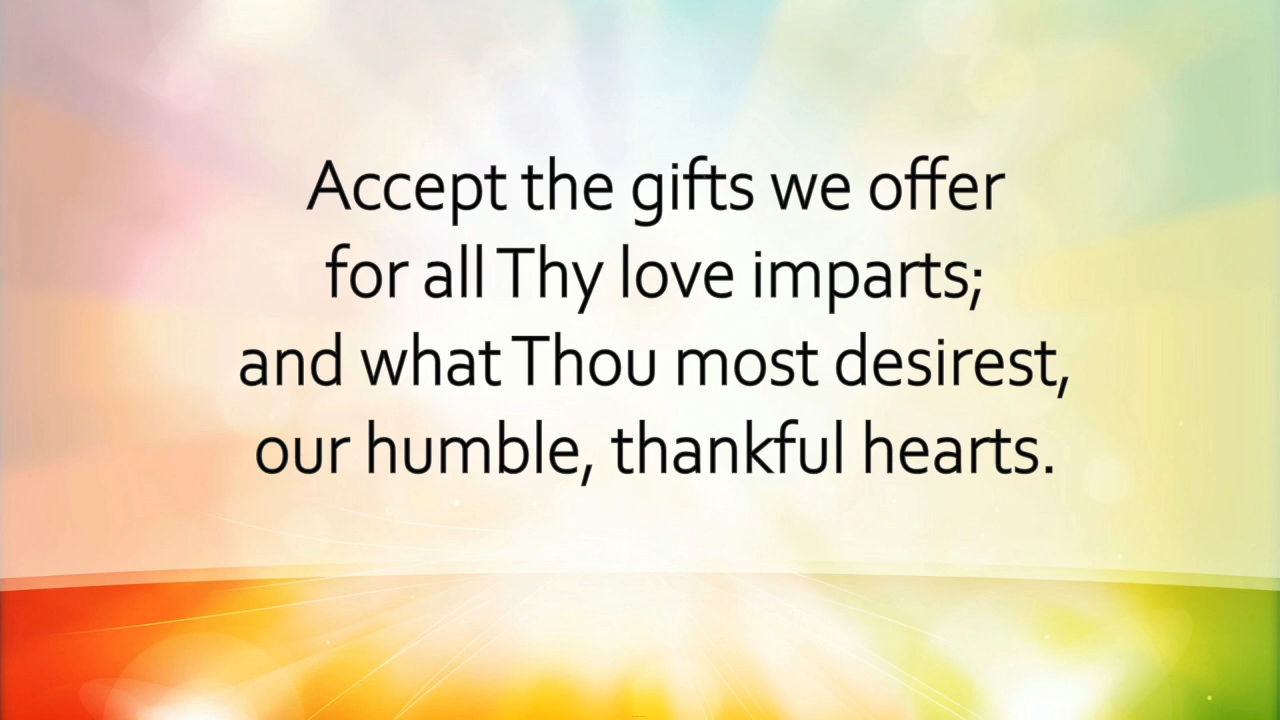 Accept the gifts we offer
for all Thy love imparts;
and what Thou most desirest,
our humble, thankful hearts.